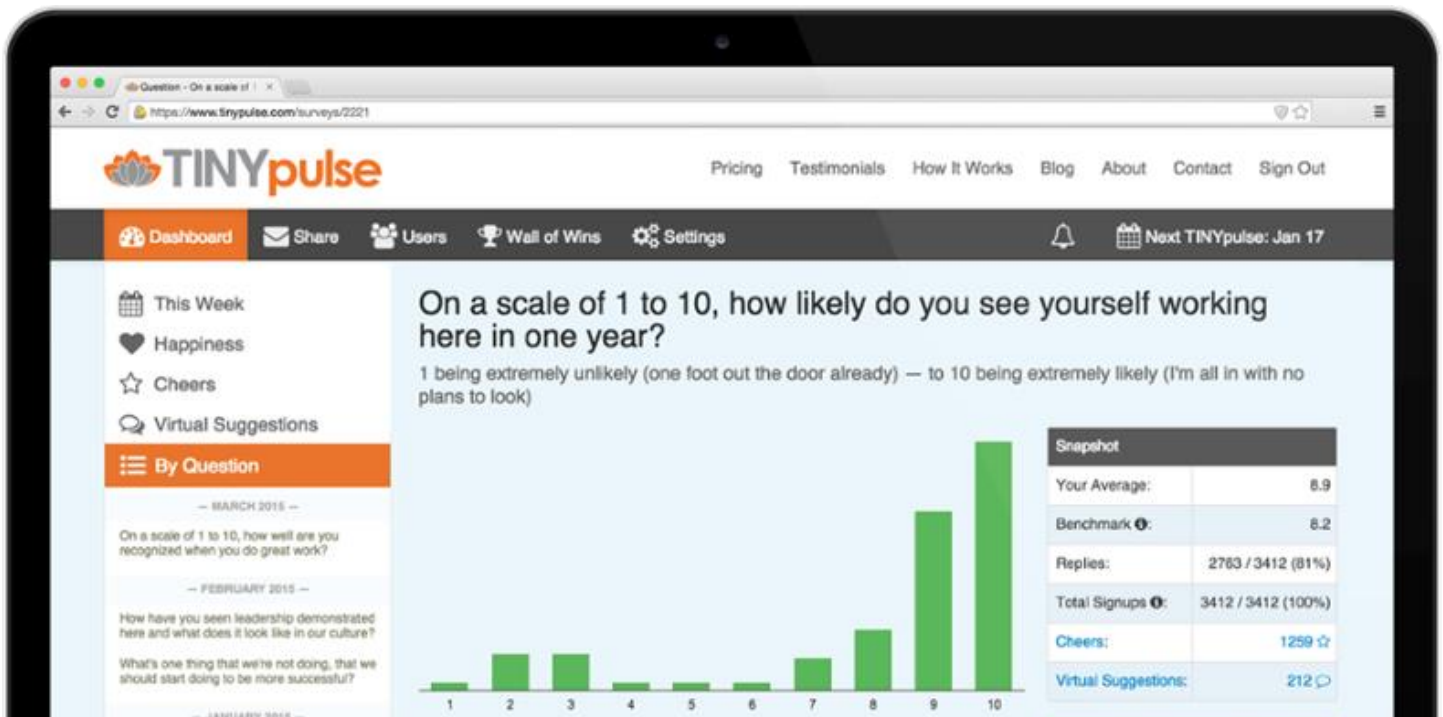 Question - On a scale of 1
https://www.tinypulse.com/surveys/2221
TINYpulse
Pricing Testimonials How It Works Blog About Contact Sign Out
Dashboard Share Users Wall of Wins Settings Next TINYpulse: Jan 17
This Week
Happiness
Cheers
Virtual Suggestions
By Question
— MARCH 2015 —
On a scale of 1 to 10, how well are you
recognized when you do great work?
— FEBRUARY 2015 —
How have you seen leadership demonstrated
here and what does it look like in our culture?
What's one thing that we're not doing, that we
should start doing to be more successful?
— JANUARY 2015 —
On a scale of 1 to 10, how likely do you see yourself working
here in one year?
1 being extremely unlikely (one foot out the door already) — to 10 being extremely likely (I'm all in with no
plans to look)
1 2 3 4 5 6 7 8 9 10
Snapshot
Your Average: 8.9
Benchmark : 8.2
Replies: 2763 / 3412 (81%)
Total Signups : 3412 / 3412 (100%)
Cheers: 1259
Virtual Suggestions: 212